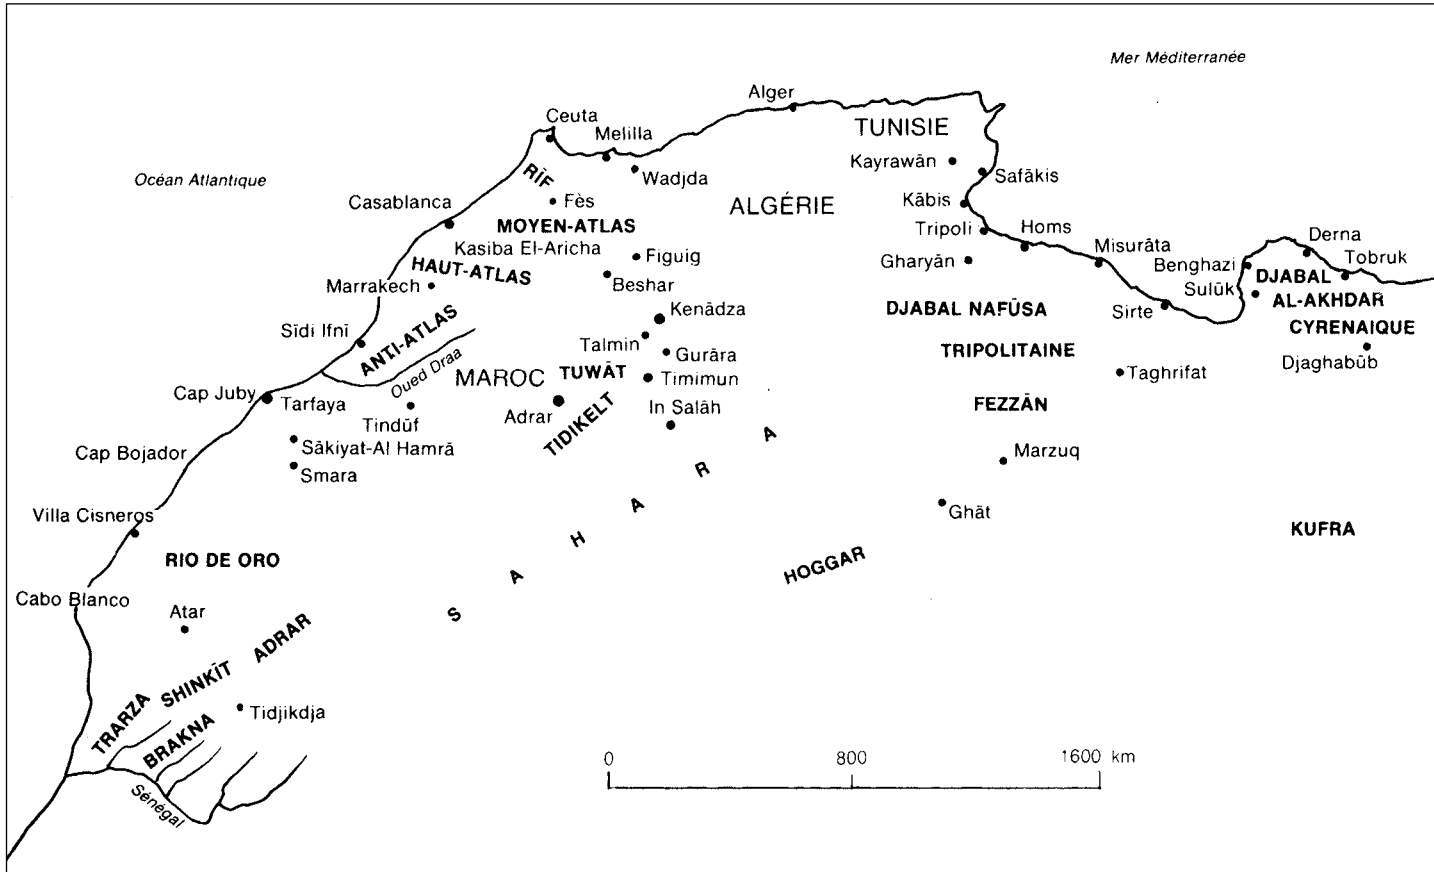 Mer Méditerranée
Alger
Ceuta
TUNISIE
Melilla
Kayrawān
Wadjda
Safākis
Océan Atlantique
RĪF
Fès
ALGÉRIE
Kābis
Casablanca
MOYEN-ATLAS
Tripoli
Homs
Kasiba El-Aricha
Misurāta
Derna
Figuig
Gharyān
Benghazi
Tobruk
HAUT-ATLAS
Marrakech
Beshar
DJABAL
AL-AKHDAR
Sulūk
Kenādza
DJABAL NAFŪSA
Sirte
CYRENAIQUE
Sīdi Ifnī
ANTI-ATLAS
Talmin
Gurāra
TRIPOLITAINE
Djaghabūb
Oued Draa
MAROC
TUWĀT
Timimun
Taghrifat
Cap Juby
Tarfaya
Tindūf
Adrar
TIDIKELT
In Salāh
FEZZĀN
Sākiyat-Al Hamrā
Cap Bojador
Smara
Marzuq
Villa Cisneros
Ghāt
KUFRA
SAHARA
RIO DE ORO
HOGGAR
Cabo Blanco
Atar
ADRAR
SHINKĪT
TRARZA
Tidjikdja
BRAKNA
Sénégal
0 800 1600 km